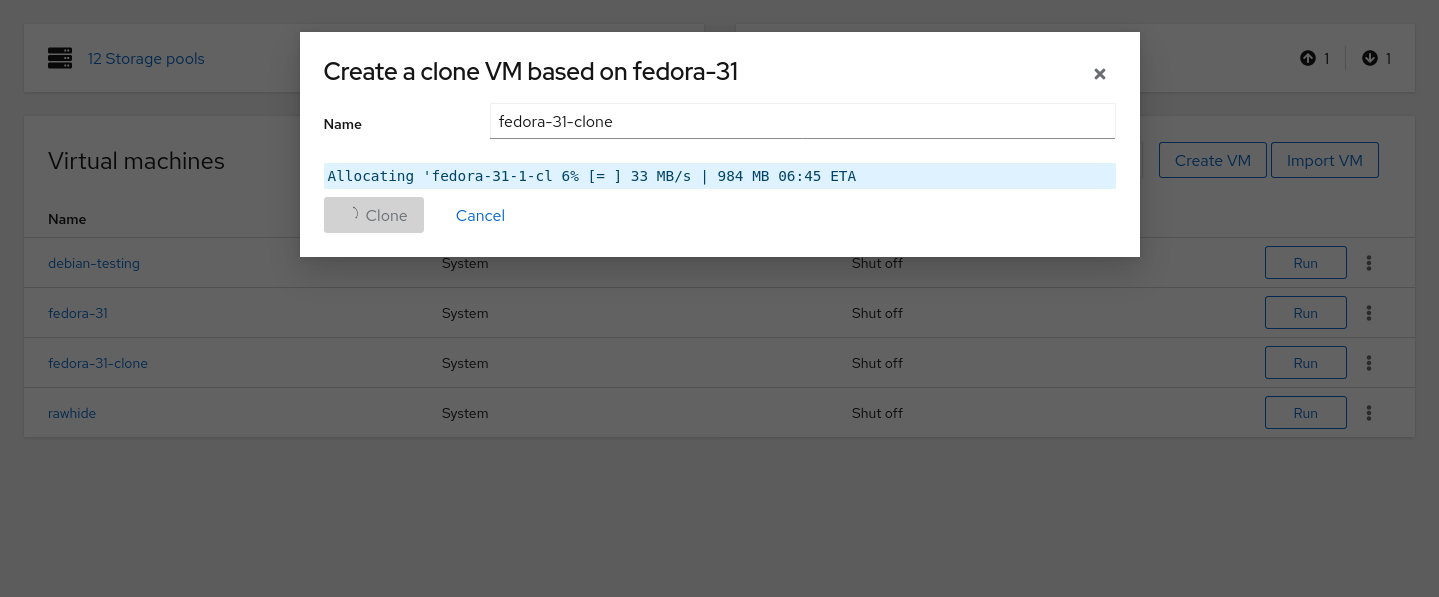 12 Storage pools
1
1
Create a clone VM based on fedora-31
Name
fedora-31-clone
Allocating 'fedora-31-1-cl 6% [= ] 33 MB/s | 984 MB 06:45 ETA
Clone
Cancel
Virtual machines
Create VM
Import VM
Name
debian-testing System Shut off Run
fedora-31 System Shut off Run
fedora-31-clone System Shut off Run
rawhide System Shut off Run